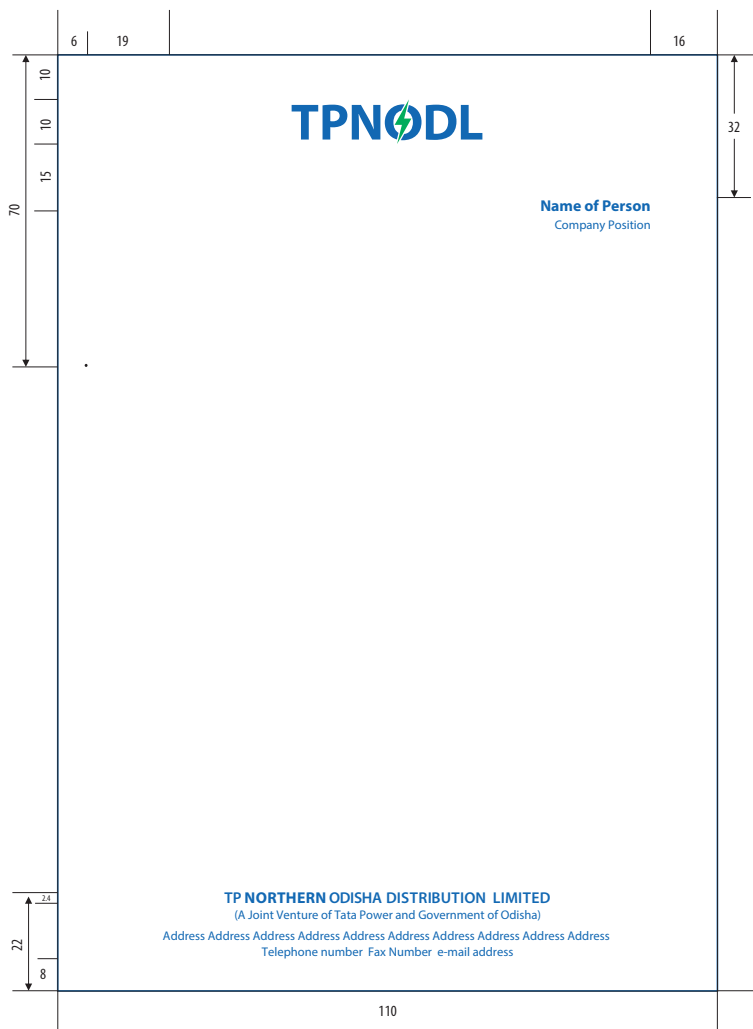 6 19 16
10
10
15
70
32
TPNODL
Name of Person
Company Position
2.4
22
8
TP NORTHERN ODISHA DISTRIBUTION LIMITED
(A Joint Venture of Tata Power and Government of Odisha)
Address Address Address Address Address Address Address Address Address Address
Telephone number Fax Number e-mail address
110